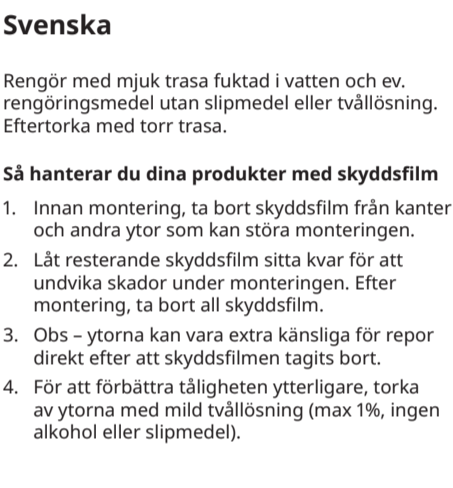 Svenska
Rengör med mjuk trasa fuktad i vatten och ev.
rengöringsmedel utan slipmedel eller tvållösning.
Eftertorka med torr trasa.
Så hanterar du dina produkter med skyddsfilm
1. Innan montering, ta bort skyddsfilm från kanter
och andra ytor som kan störa monteringen.
2. Låt resterande skyddsfilm sitta kvar för att
undvika skador under monteringen. Efter
montering, ta bort all skyddsfilm.
3. Obs – ytorna kan vara extra känsliga för repor
direkt efter att skyddsfilmen tagits bort.
4. För att förbättra tåligheten ytterligare, torka
av ytorna med mild tvållösning (max 1%, ingen
alkohol eller slipmedel).